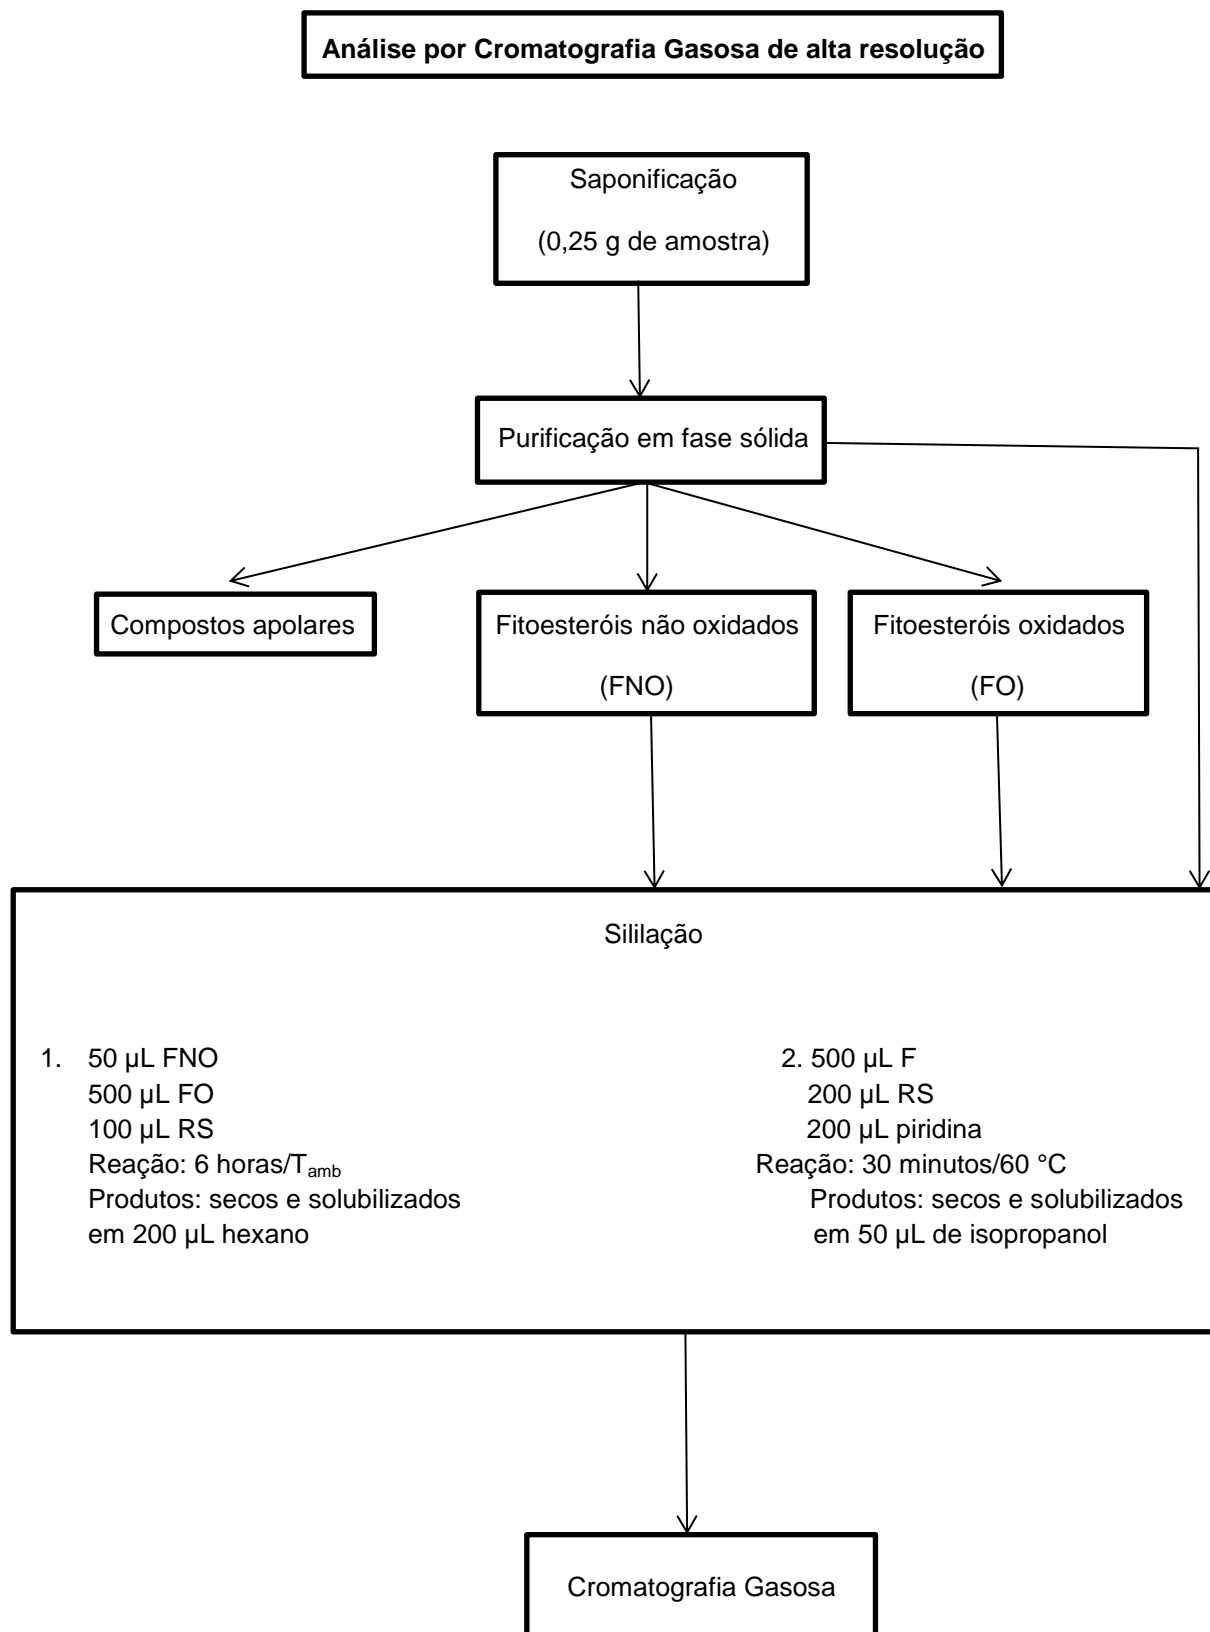 Análise por Cromatografia Gasosa de alta resolução
Saponificação
(0,25 g de amostra)
Purificação em fase sólida
Compostos apolares
Fitoesteróis não oxidados
(FNO)
Fitoesteróis oxidados
(FO)
Sililação
1. 50 µL FNO
500 µL FO
100 µL RS
Reação: 6 horas/Tamb
Produtos: secos e solubilizados
em 200 µL hexano
2. 500 µL F
200 µL RS
200 µL piridina
Reação: 30 minutos/60 °C
Produtos: secos e solubilizados
em 50 µL de isopropanol
Cromatografia Gasosa